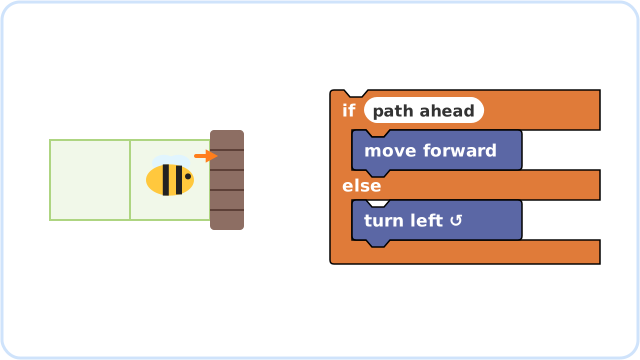 if path ahead
move forward
else
turn left ↺